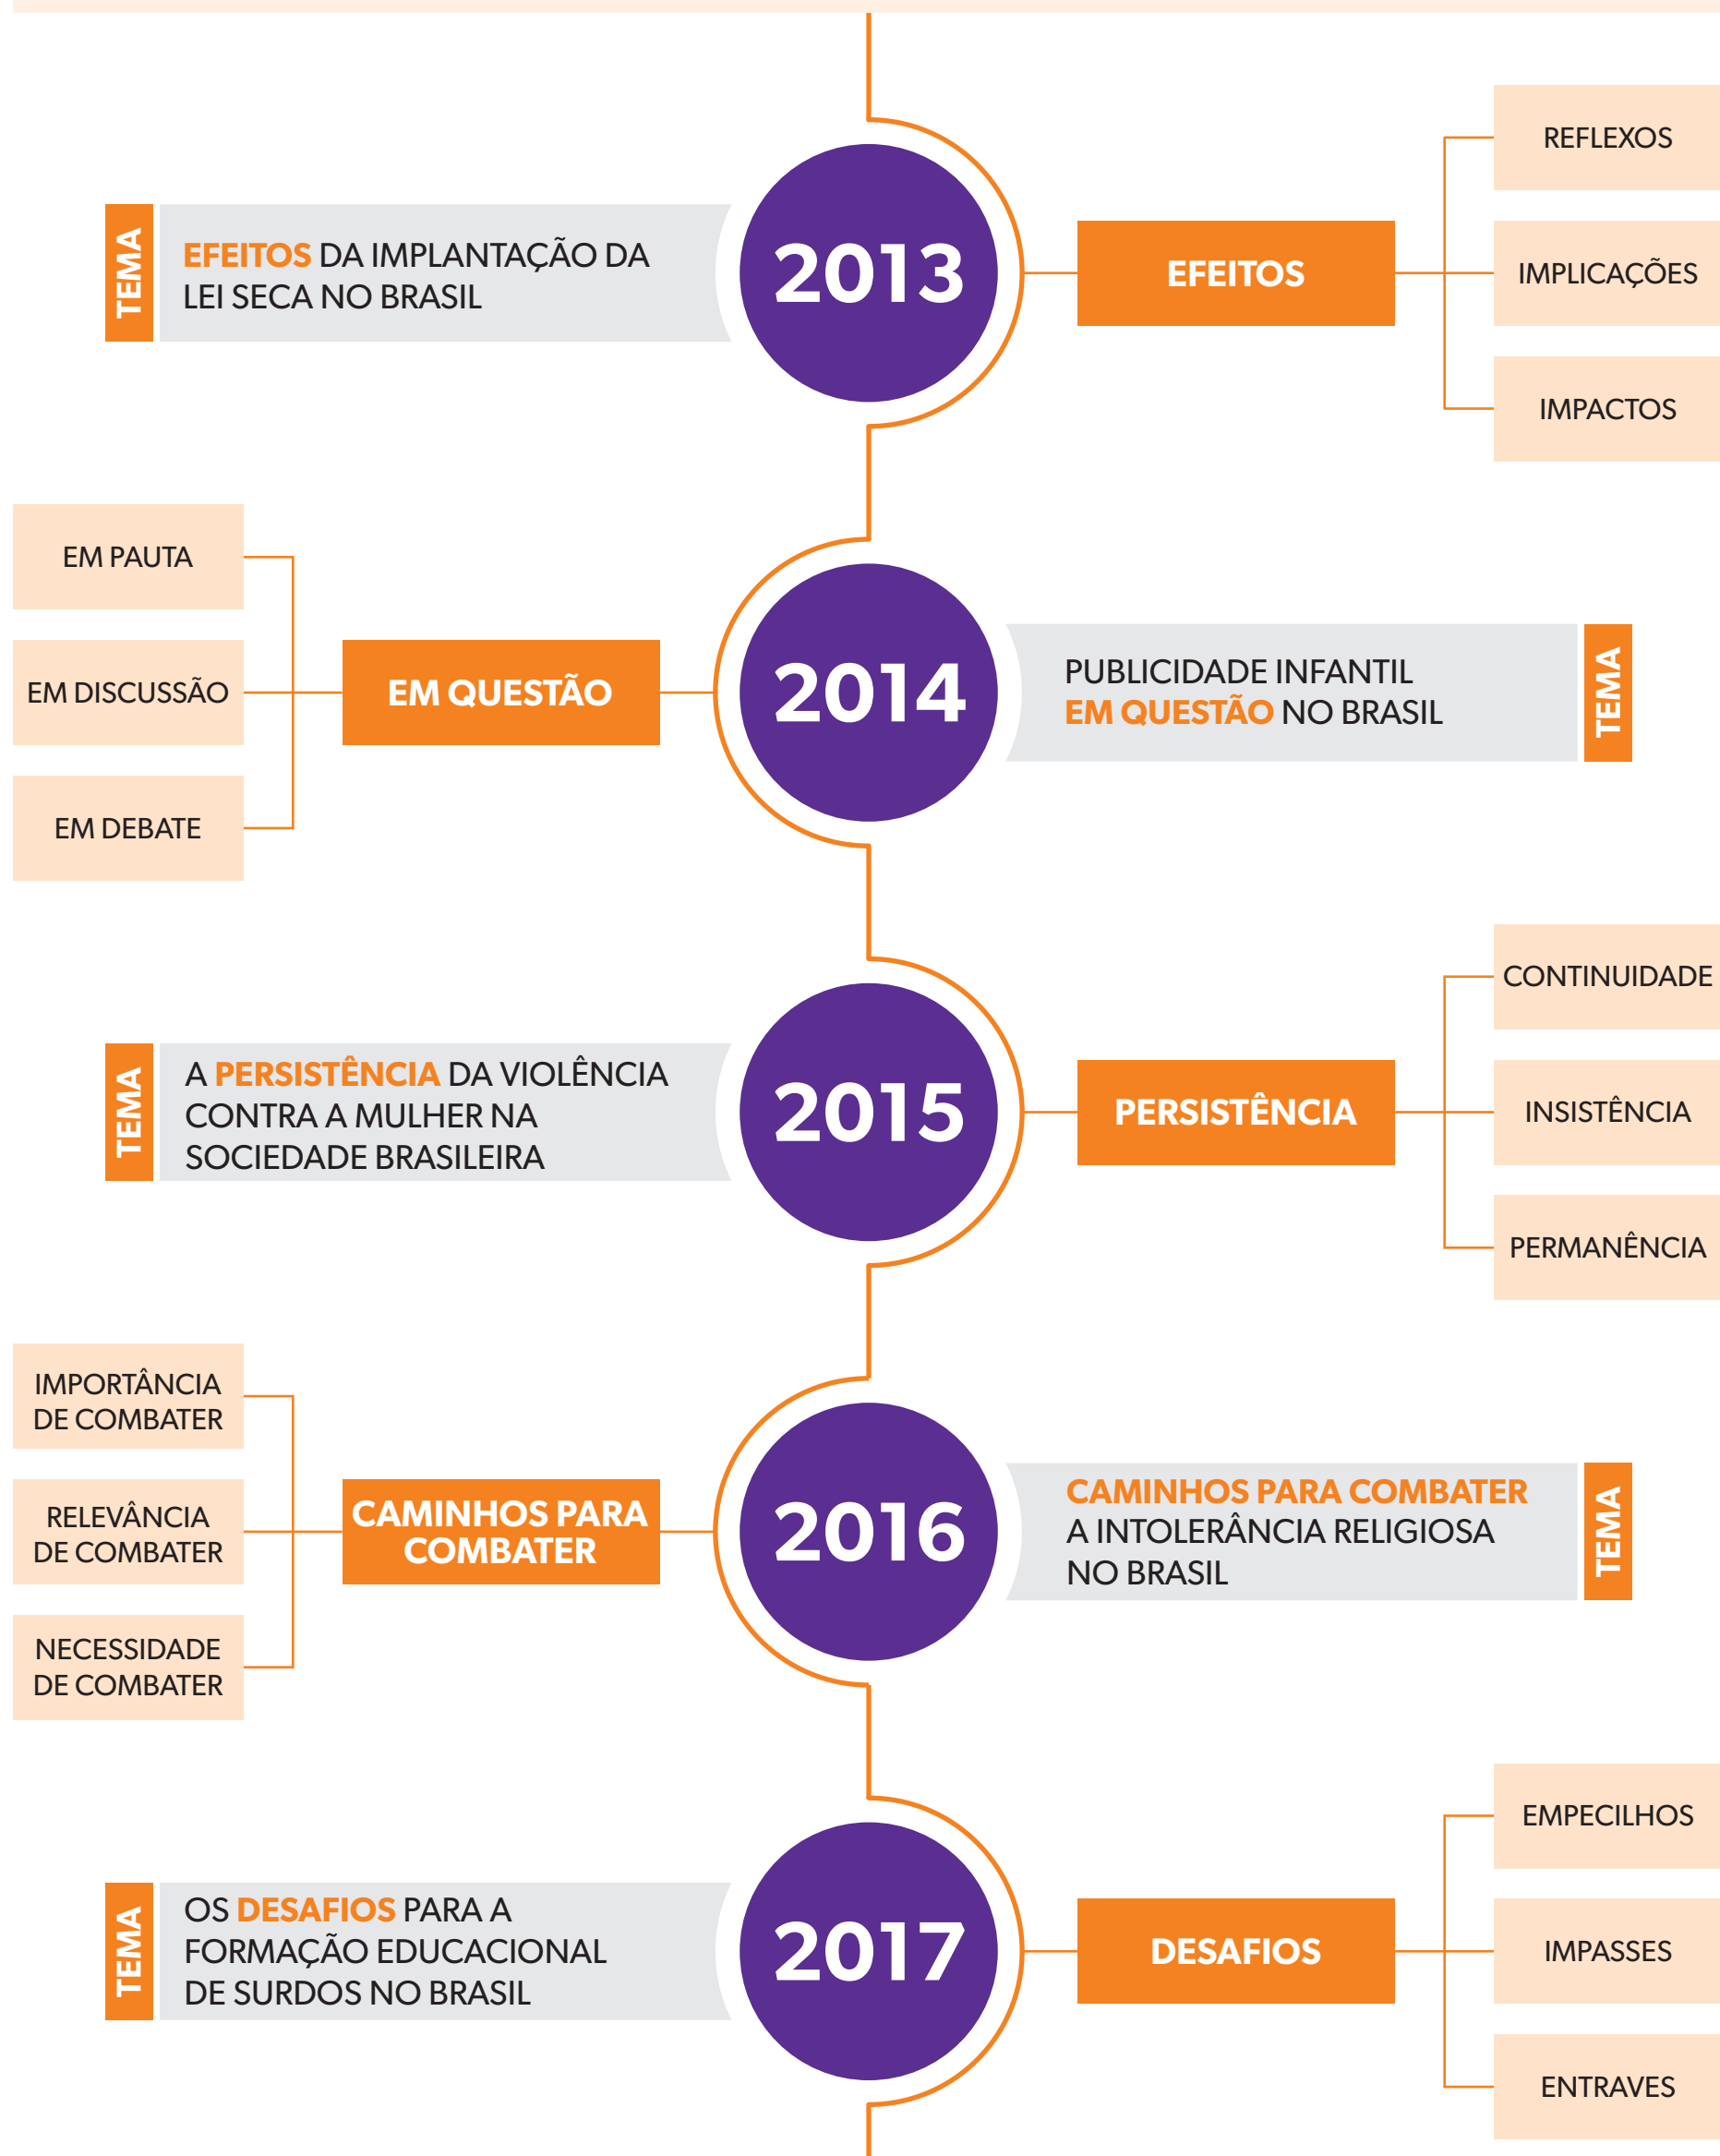 TEMA
EFEITOS DA IMPLANTAÇÃO DA
LEI SECA NO BRASIL
2013
EFEITOS
REFLEXOS
IMPLICAÇÕES
IMPACTOS
EM PAUTA
EM DISCUSSÃO
EM DEBATE
EM QUESTÃO
2014
PUBLICIDADE INFANTIL
EM QUESTÃO NO BRASIL
TEMA
TEMA
A PERSISTÊNCIA DA VIOLÊNCIA
CONTRA A MULHER NA
SOCIEDADE BRASILEIRA
2015
PERSISTÊNCIA
CONTINUIDADE
INSISTÊNCIA
PERMANÊNCIA
IMPORTÂNCIA
DE COMBATER
RELEVÂNCIA
DE COMBATER
NECESSIDADE
DE COMBATER
CAMINHOS PARA
COMBATER
2016
CAMINHOS PARA COMBATER
A INTOLERÂNCIA RELIGIOSA
NO BRASIL
TEMA
TEMA
OS DESAFIOS PARA A
FORMAÇÃO EDUCACIONAL
DE SURDOS NO BRASIL
2017
DESAFIOS
EMPECILHOS
IMPASSES
ENTRAVES